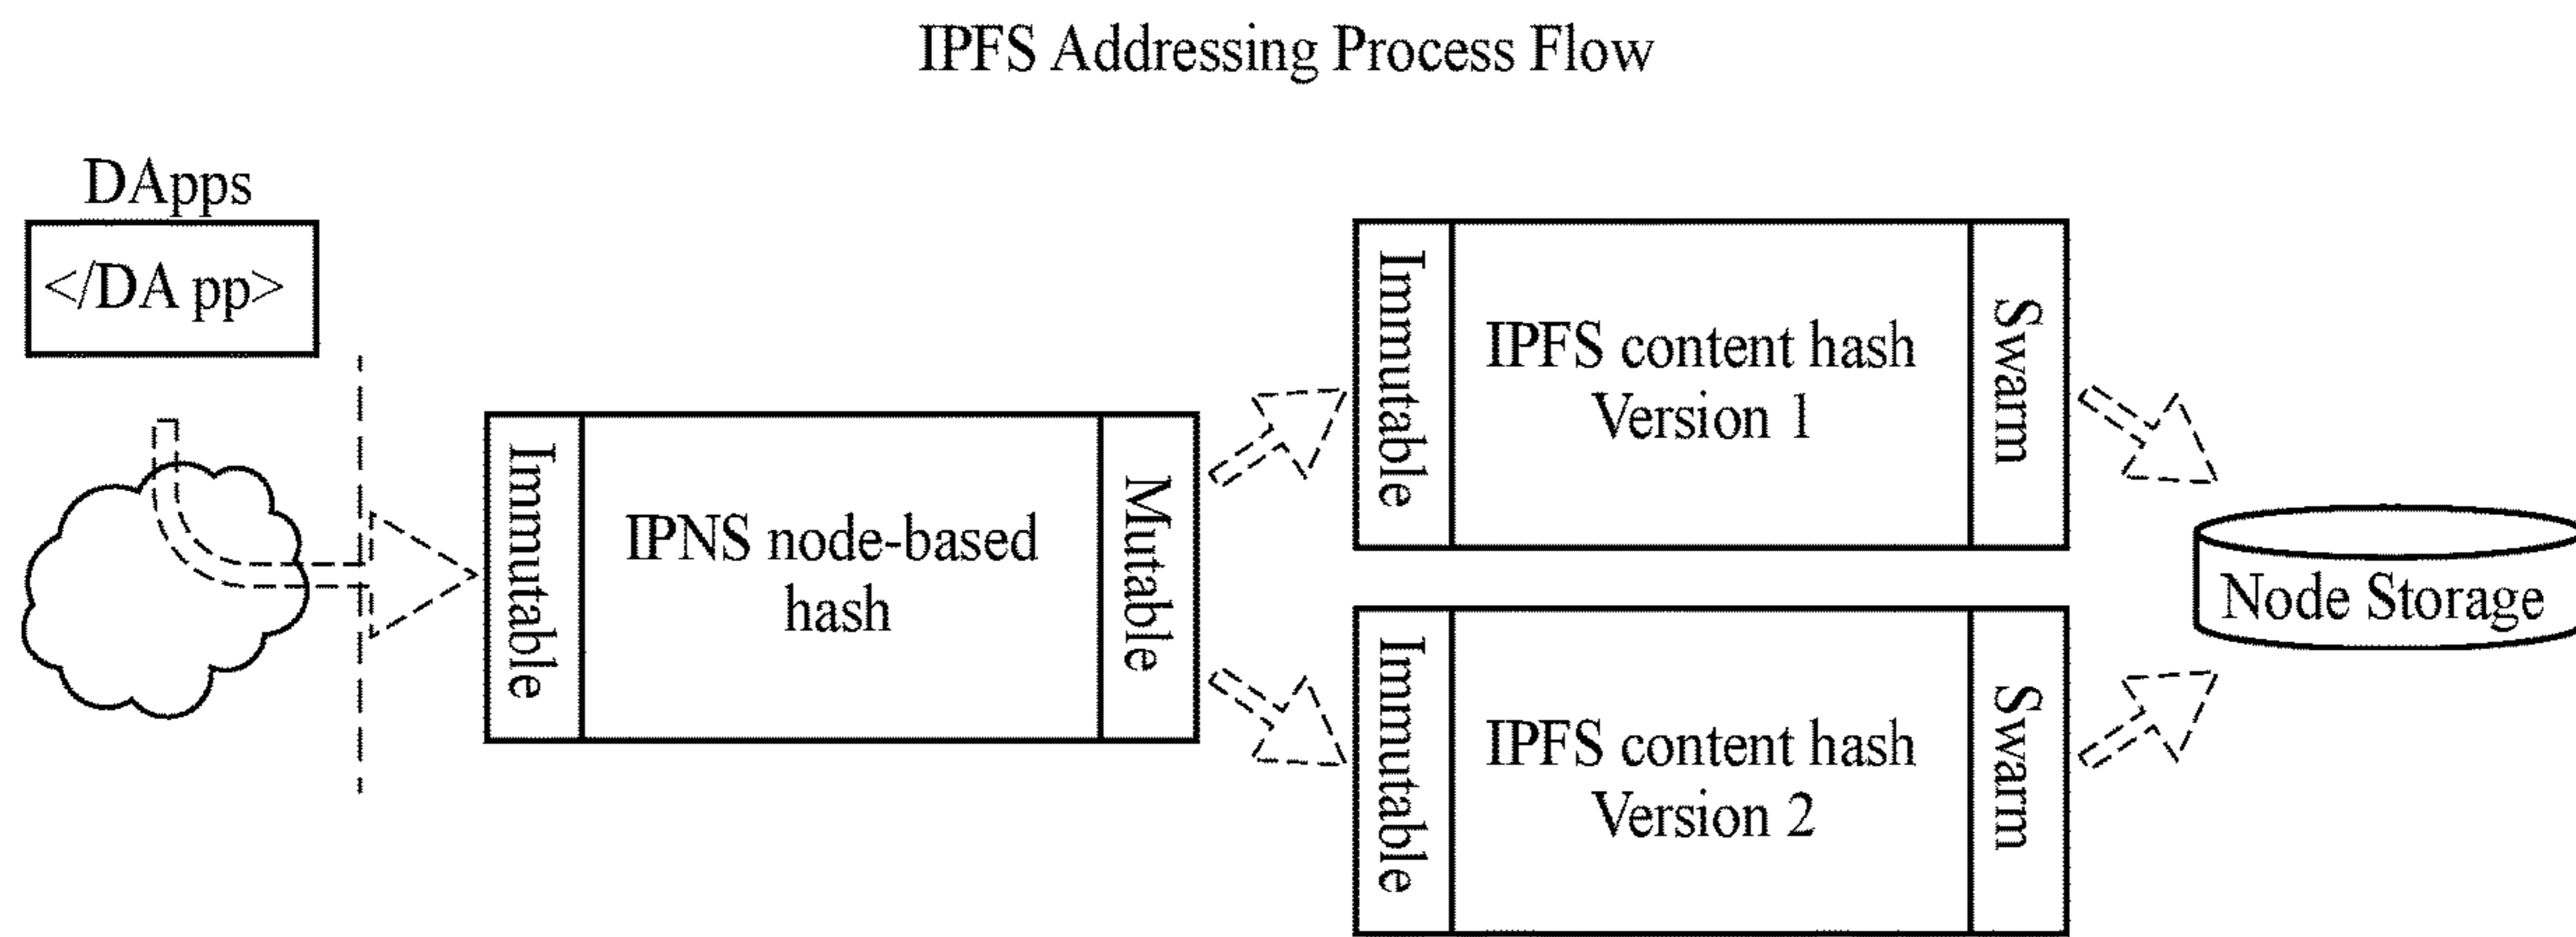 IPFS Addressing Process Flow
DApps
</DA pp>
Immutable
IPNS node-based
hash
Mutable
Immutable
IPFS content hash
Version 1
Swarm
Immutable
IPFS content hash
Version 2
Swarm
Node Storage